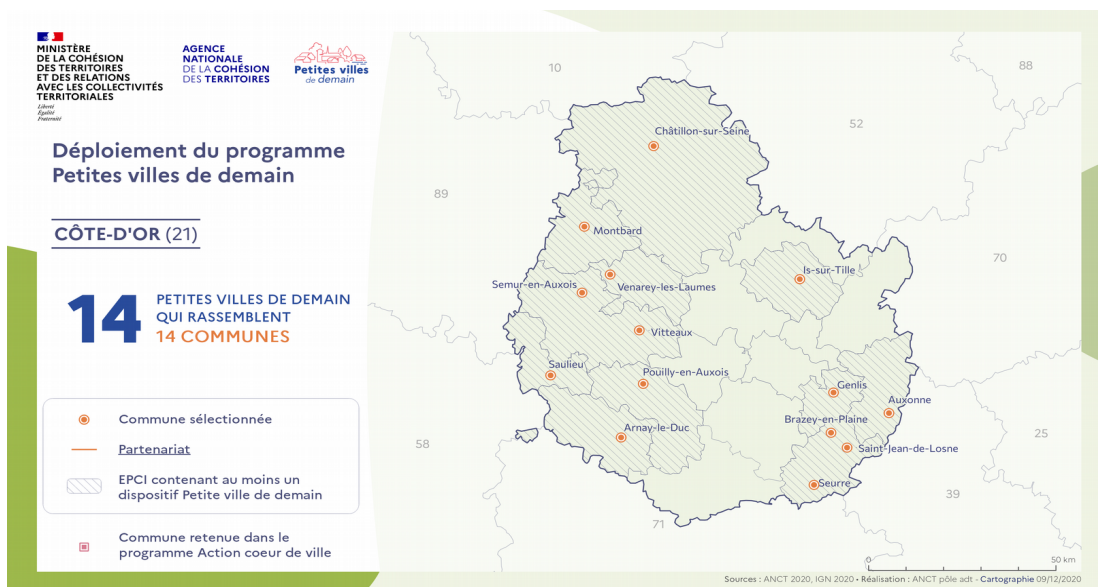 MINISTÈRE
DE LA COHÉSION
DES TERRITOIRES
ET DES RELATIONS
AVEC LES COLLECTIVITÉS
TERRITORIALES
Liberté
Égalité
Fraternité
AGENCE
NATIONALE
DE LA COHÉSION
DES TERRITOIRES
Petites villes
de demain
Déploiement du programme
Petites villes de demain
CÔTE-D'OR (21)
14
PETITES VILLES DE DEMAIN
QUI RASSEMBLENT
14 COMMUNES
Commune sélectionnée
Partenariat
EPCI contenant au moins un
dispositif Petite ville de demain
Commune retenue dans le
programme Action coeur de ville
10
88
52
89
70
58
25
39
71
Châtillon-sur-Seine
Montbard
Is-sur-Tille
Semur-en-Auxois
Venarey-les-Laumes
Vitteaux
Saulieu
Pouilly-en-Auxois
Genlis
Auxonne
Arnay-le-Duc
Brazey-en-Plaine
Saint-Jean-de-Losne
Seurre
0
50 km
Sources : ANCT 2020, IGN 2020 • Réalisation : ANCT pôle adt - Cartographie 09/12/2020